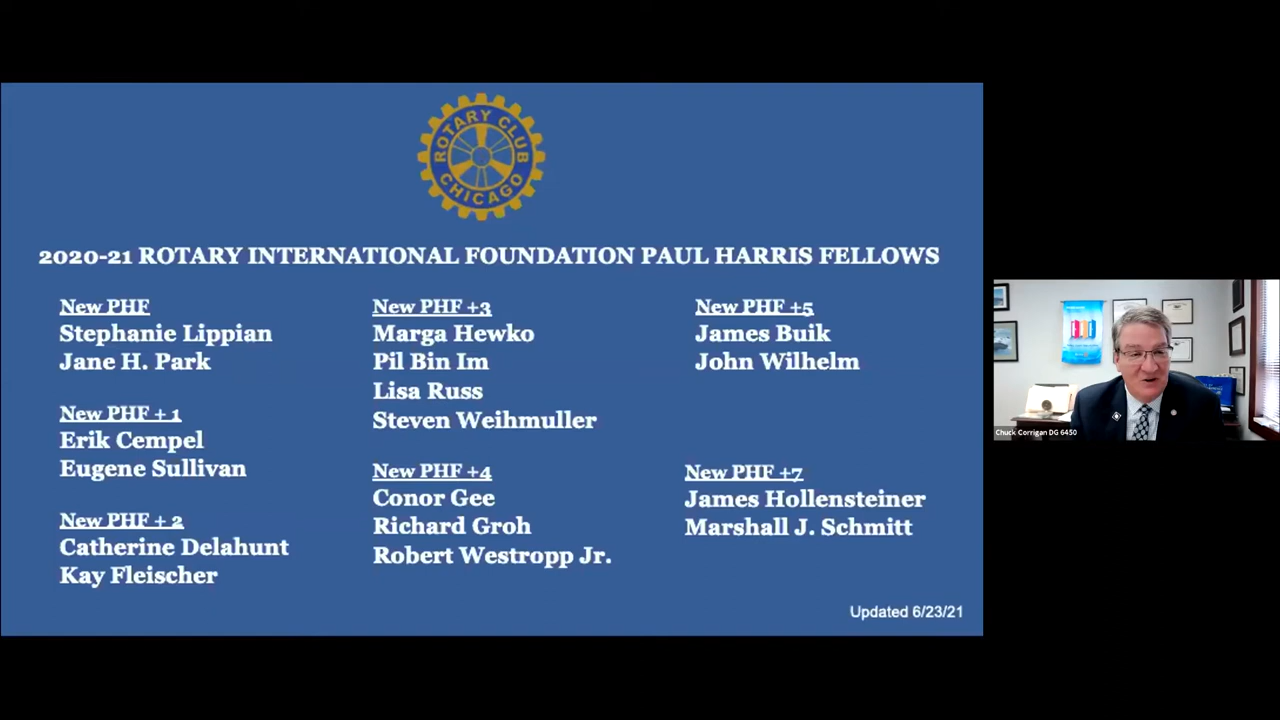 ROTARY CLUB
CHICAGO
2020-21 ROTARY INTERNATIONAL FOUNDATION PAUL HARRIS FELLOWS
New PHF
Stephanie Lippian
Jane H. Park
New PHF + 1
Erik Cempel
Eugene Sullivan
New PHF + 2
Catherine Delahunt
Kay Fleischer
New PHF +3
Marga Hewko
Pil Bin Im
Lisa Russ
Steven Weihmuller
New PHF +4
Conor Gee
Richard Groh
Robert Westropp Jr.
New PHF +5
James Buik
John Wilhelm
New PHF +7
James Hollensteiner
Marshall J. Schmitt
Updated 6/23/21
Chuck Corrigan DG 6450